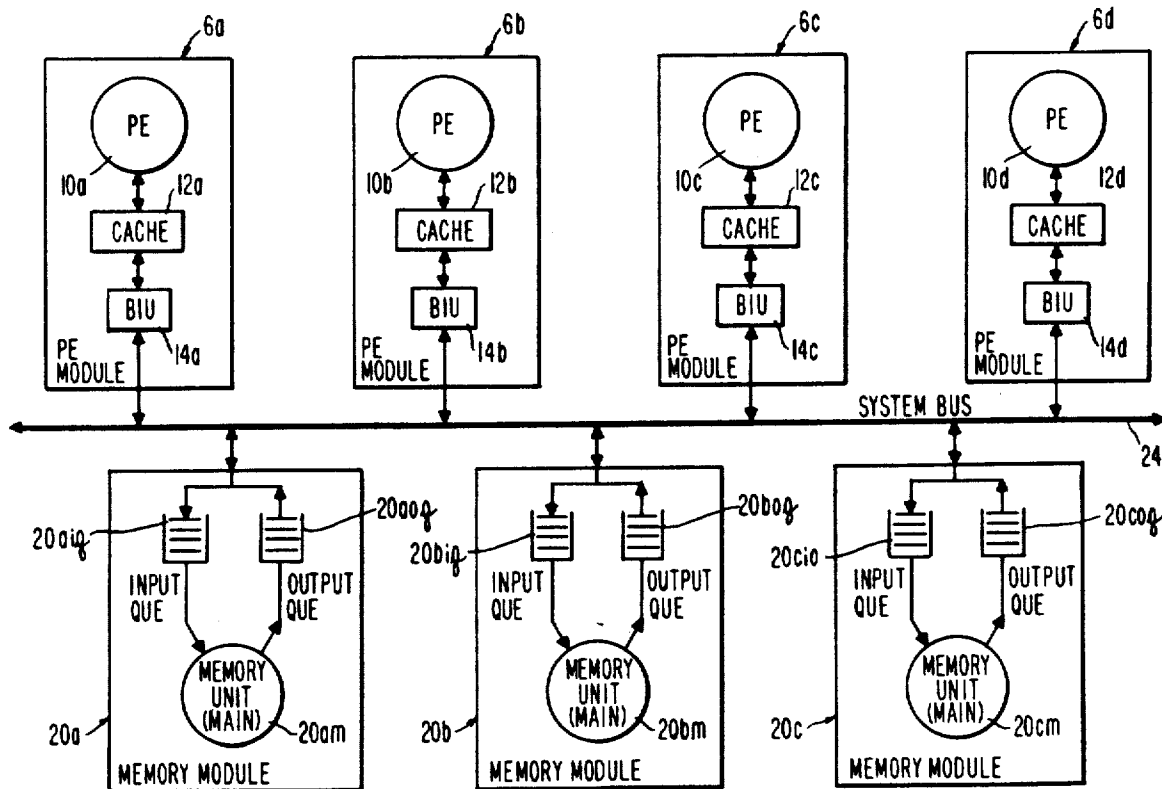 6a
6b
6c
6d
PE
PE
PE
PE
10a
12a
10b
12b
10c
12c
10d
12d
CACHE
CACHE
CACHE
CACHE
BIU
BIU
BIU
BIU
14a
14b
14c
14d
PE MODULE
PE MODULE
PE MODULE
PE MODULE
SYSTEM BUS
24
20aiq
20aoq
20biq
20boq
20ciq
20coq
INPUT QUE
OUTPUT QUE
INPUT QUE
OUTPUT QUE
INPUT QUE
OUTPUT QUE
MEMORY UNIT (MAIN)
MEMORY UNIT (MAIN)
MEMORY UNIT (MAIN)
20a
20am
20b
20bm
20c
20cm
MEMORY MODULE
MEMORY MODULE
MEMORY MODULE